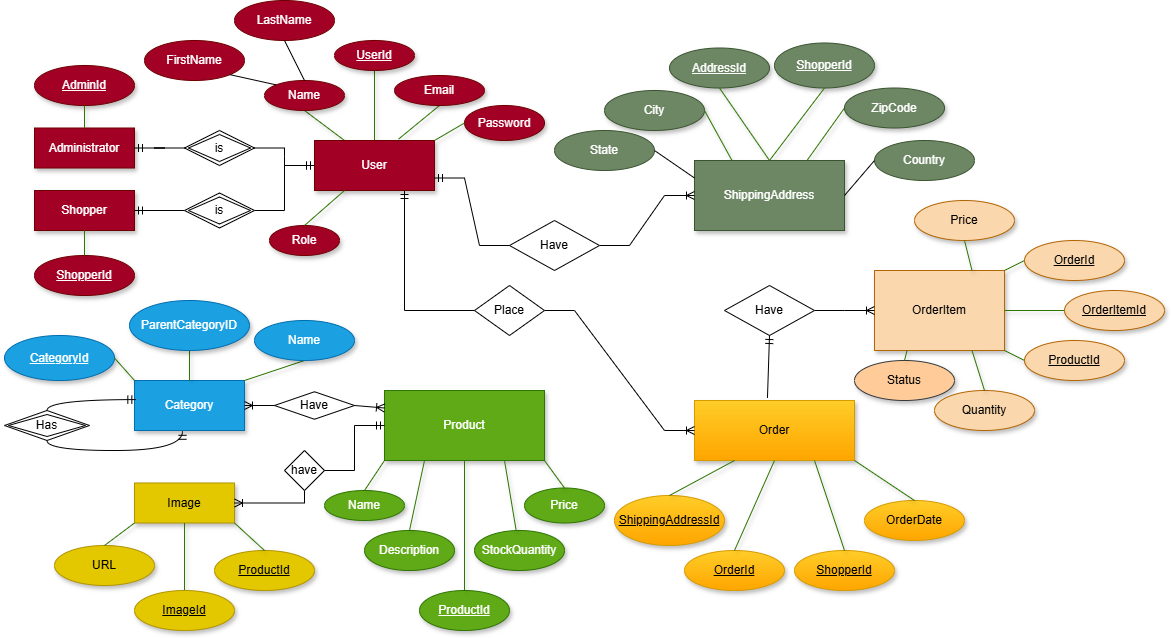 LastName
FirstName
UserId
Name
Email
Password
AdminId
Administrator
is
User
Shopper
is
Role
ShopperId
AddressId
ShopperId
City
ZipCode
State
Country
ShippingAddress
Have
Price
OrderId
Place
Have
OrderItem
OrderItemId
ProductId
Status
Quantity
ParentCategoryID
Name
CategoryId
Category
Have
Has
Product
Order
have
Image
Name
Price
Description
StockQuantity
ProductId
URL
ProductId
ImageId
ShippingAddressId
OrderDate
OrderId
ShopperId